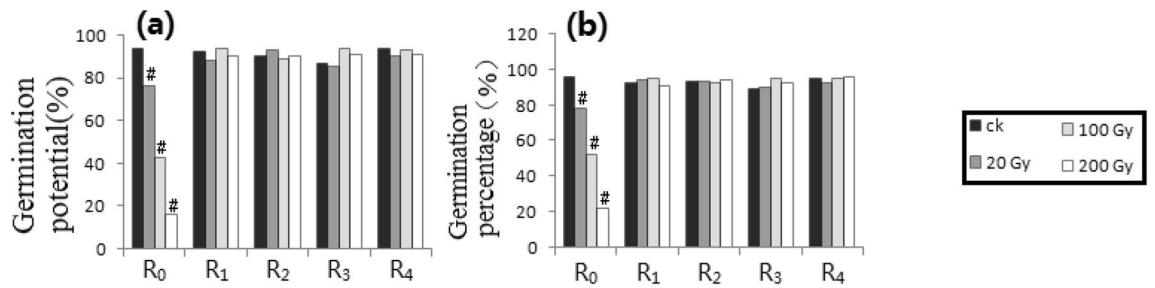 (a)
Germination
potential(%)
100
80
60
40
20
0
#
#
#
R₀ R₁ R₂ R₃ R₄
(b)
Germination
percentage (%)
120
100
80
60
40
20
0
#
#
#
R₀ R₁ R₂ R₃ R₄
ck 100 Gy
20 Gy 200 Gy